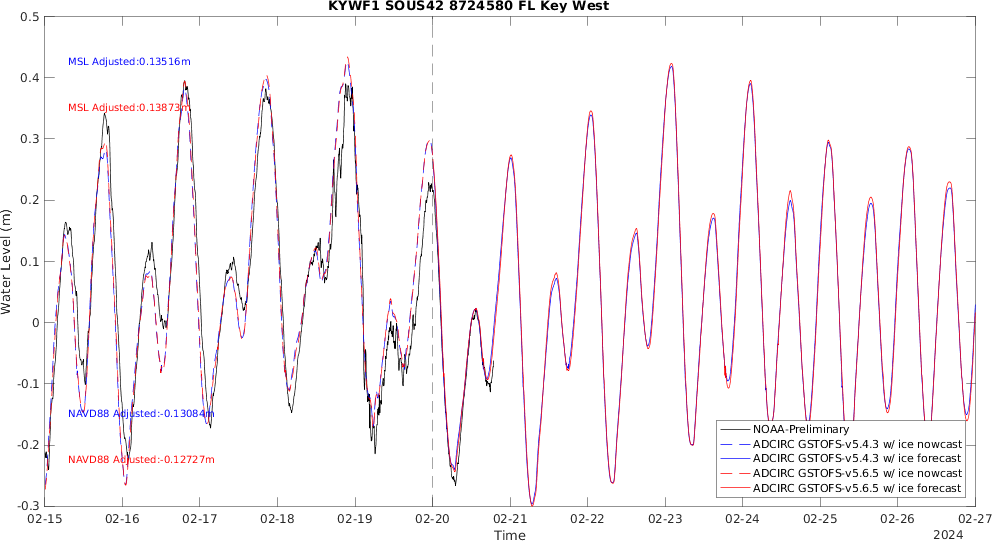 KYWF1 SOUS42 8724580 FL Key West
0.5
0.4
0.3
0.2
0.1
0
-0.1
-0.2
-0.3
Water Level (m)
MSL Adjusted:0.13516m
MSL Adjusted:0.13873m
NAVD88 Adjusted:-0.13084m
NAVD88 Adjusted:-0.12727m
NOAA-Preliminary
ADCIRC GSTOFS-v5.4.3 w/ ice nowcast
ADCIRC GSTOFS-v5.4.3 w/ ice forecast
ADCIRC GSTOFS-v5.6.5 w/ ice nowcast
ADCIRC GSTOFS-v5.6.5 w/ ice forecast
02-15 02-16 02-17 02-18 02-19 02-20 02-21 02-22 02-23 02-24 02-25 02-26 02-27
Time
2024